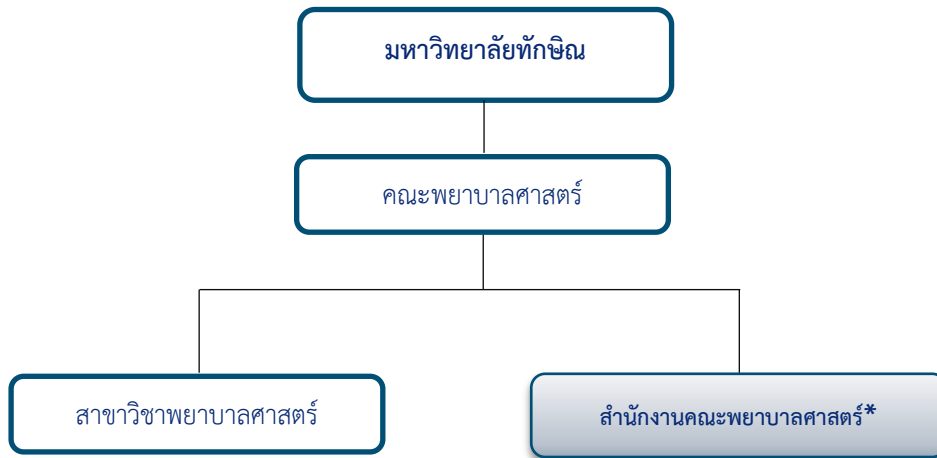 มหาวิทยาลัยทักษิณ
คณะพยาบาลศาสตร์
สาขาวิชาพยาบาลศาสตร์
สำนักงานคณะพยาบาลศาสตร์*